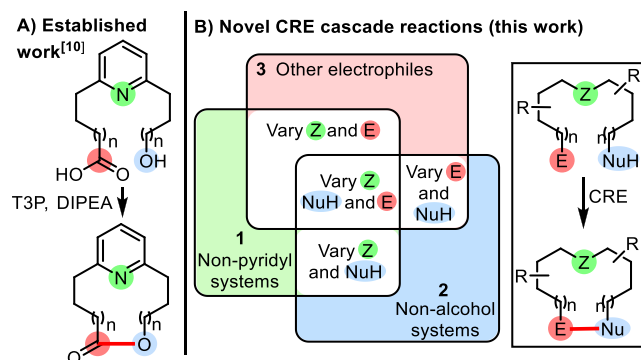 A) Established
work[10]
N
( )n
( )n
HO
O
OH
T3P, DIPEA
N
( )n
( )n
O
O
B) Novel CRE cascade reactions (this work)
3 Other electrophiles
Vary Z and E
Vary Z
NuH and E
Vary E
and
NuH
Vary Z
and NuH
1
Non-pyridyl
systems
2
Non-alcohol
systems
R
Z
R
( )n
( )n
E
NuH
CRE
R
Z
R
( )n
( )n
E
Nu